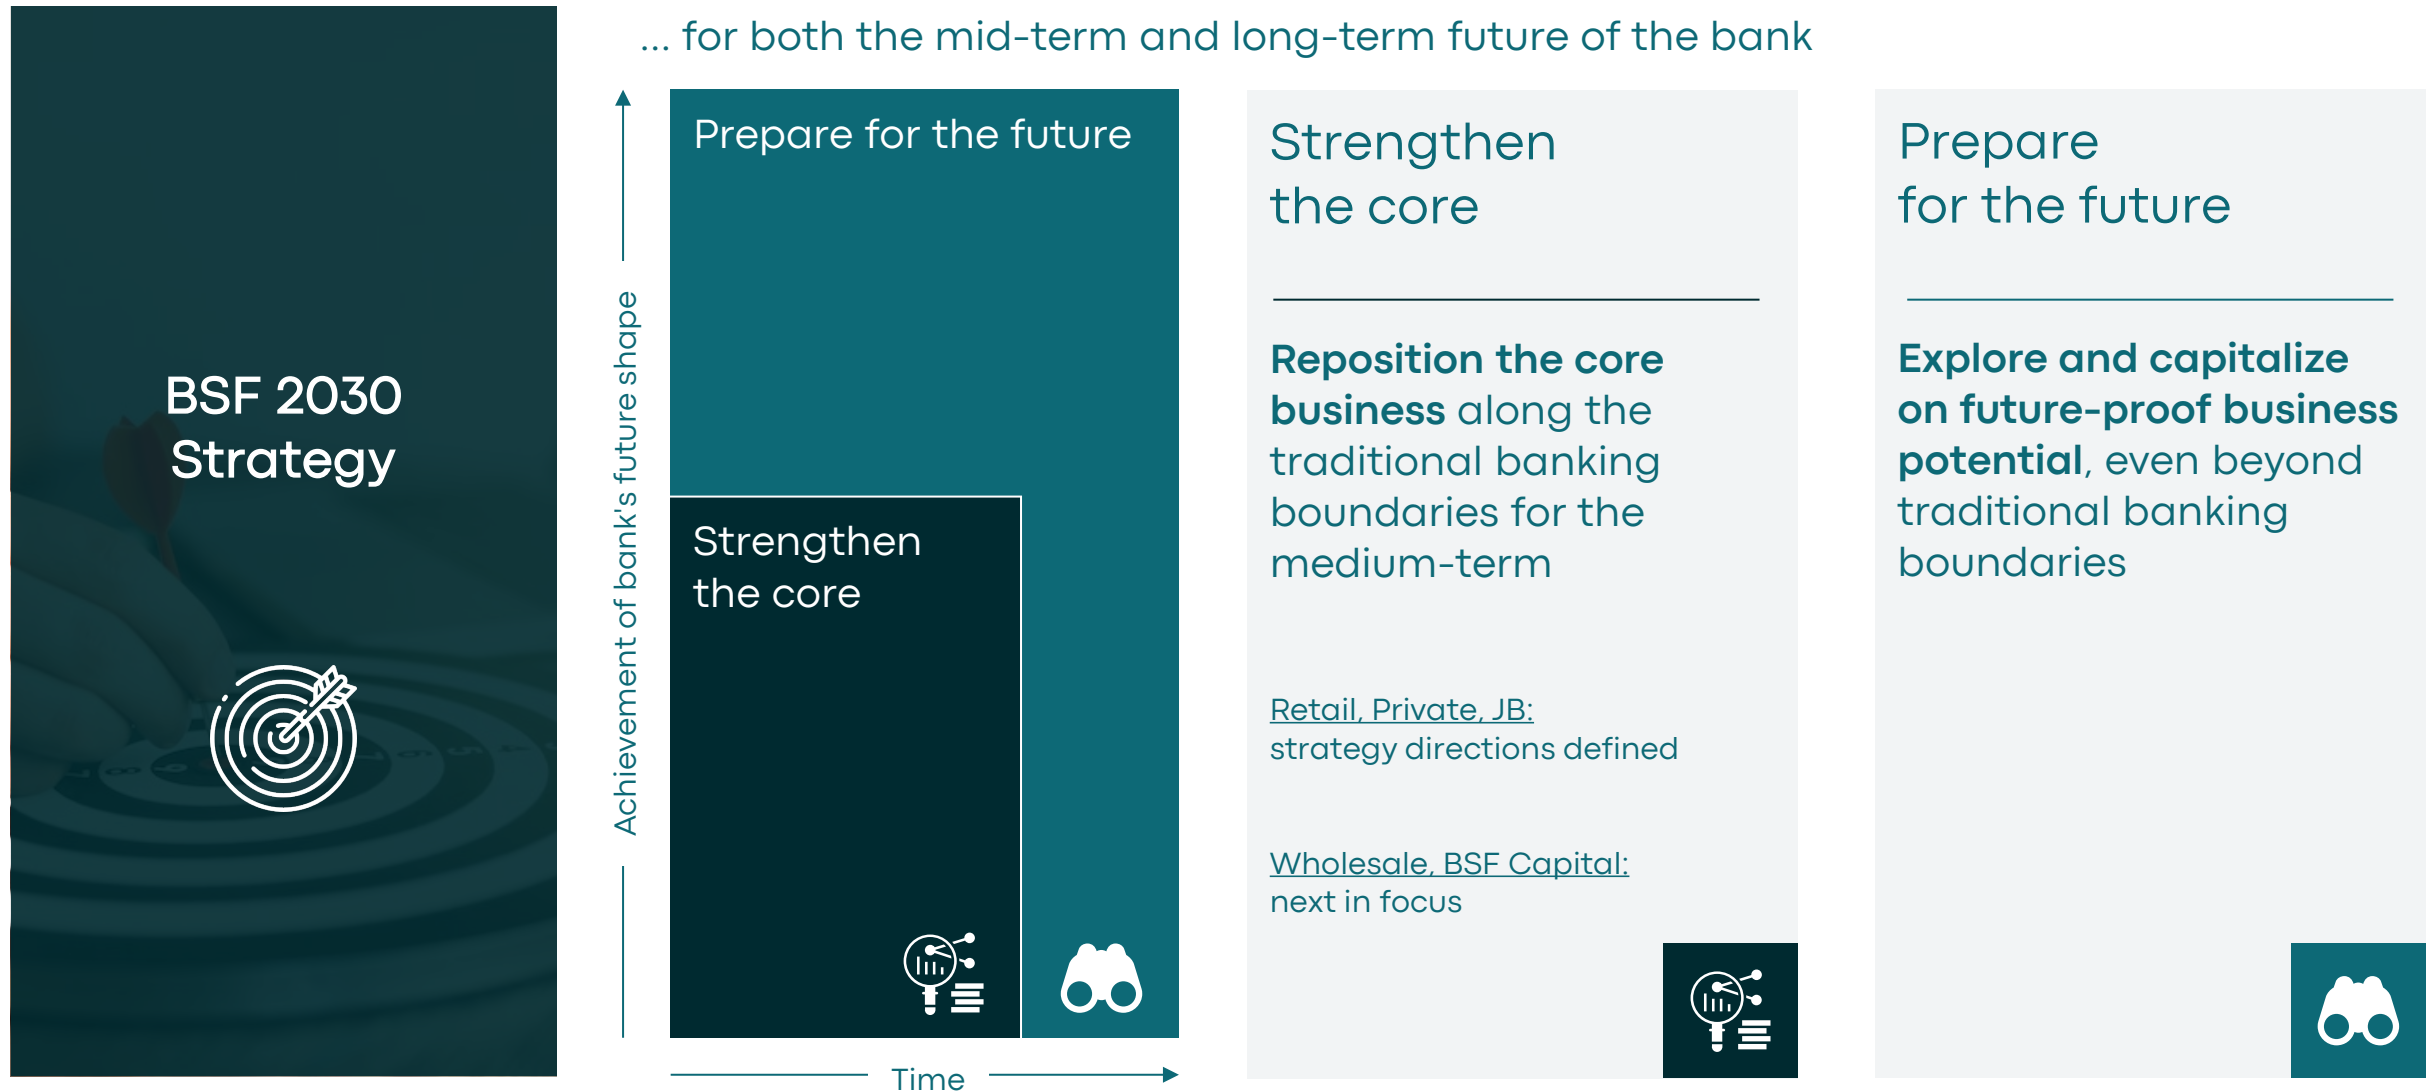 ... for both the mid-term and long-term future of the bank
BSF 2030
Strategy
Achievement of bank's future shape
Prepare for the future
Strengthen
the core
Time
Strengthen
the core
Reposition the core
business along the
traditional banking
boundaries for the
medium-term
Retail, Private, JB:
strategy directions defined
Wholesale, BSF Capital:
next in focus
Prepare
for the future
Explore and capitalize
on future-proof business
potential, even beyond
traditional banking
boundaries